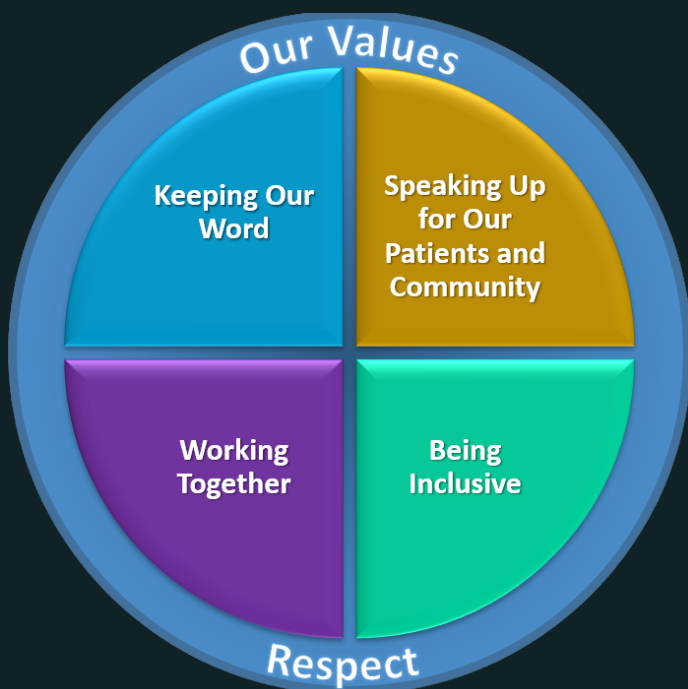 Our Values
Keeping Our
Word
Speaking Up
for Our
Patients and
Community
Working
Together
Being
Inclusive
Respect